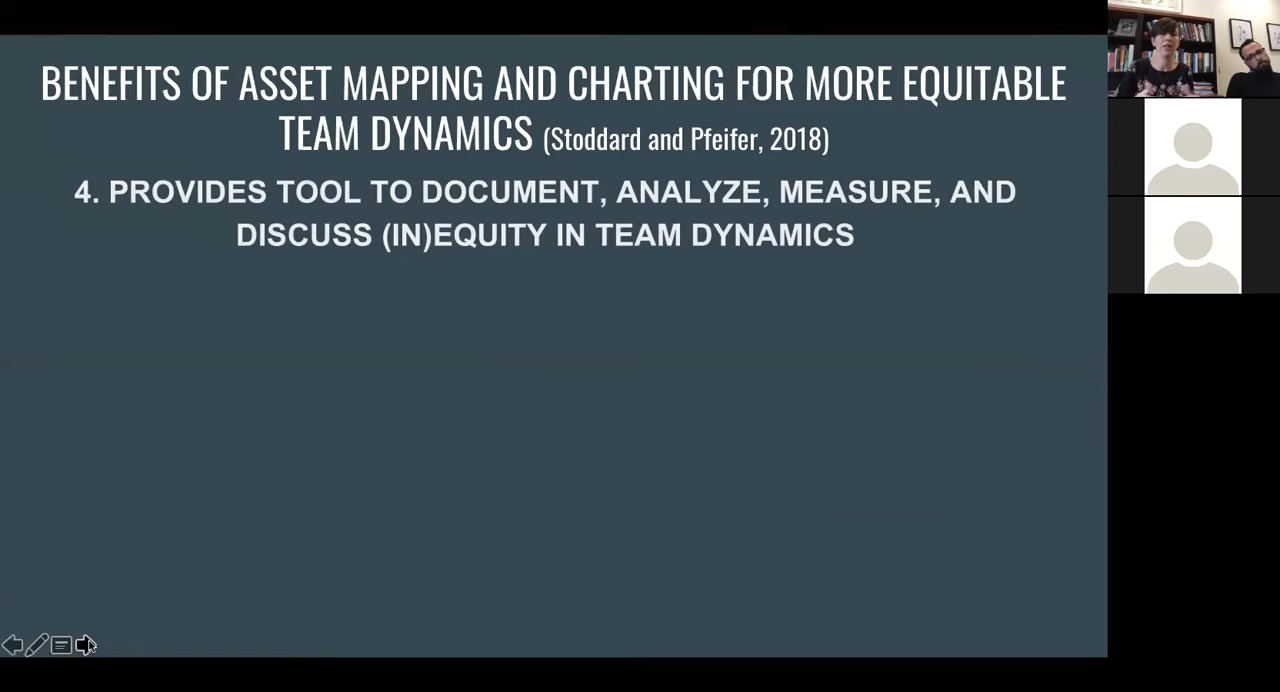 BENEFITS OF ASSET MAPPING AND CHARTING FOR MORE EQUITABLE
TEAM DYNAMICS (Stoddard and Pfeifer, 2018)
4. PROVIDES TOOL TO DOCUMENT, ANALYZE, MEASURE, AND
DISCUSS (IN)EQUITY IN TEAM DYNAMICS